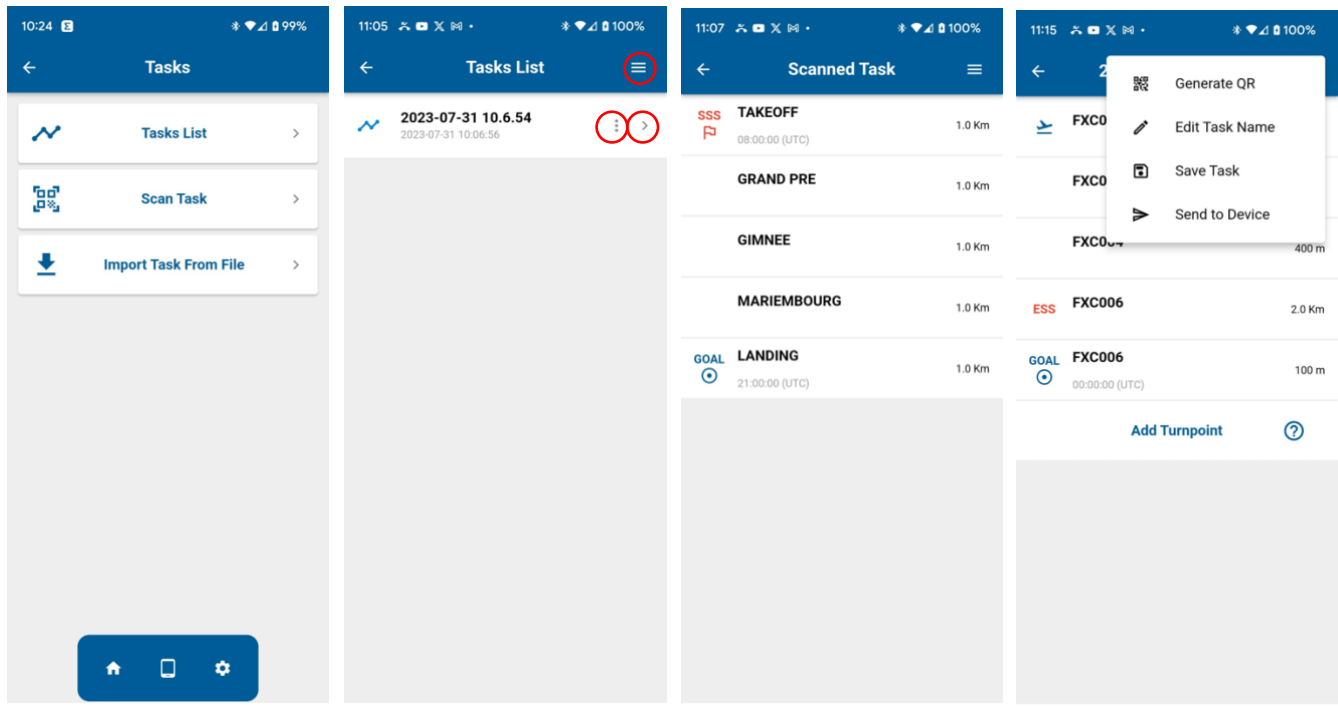 10:24 99%
Tasks
Tasks List
Scan Task
Import Task From File
11:05 100%
Tasks List
2023-07-31 10.6.54
2023-07-31 10:06:56
11:07 100%
Scanned Task
SSS TAKEOFF 1.0 Km
08:00:00 (UTC)
GRAND PRE 1.0 Km
GIMNEE 1.0 Km
MARIEMBOURG 1.0 Km
GOAL LANDING 1.0 Km
21:00:00 (UTC)
11:15 100%
2
Generate QR
Edit Task Name
Save Task
Send to Device
FXC0
FXC0
400 m
ESS FXC006 2.0 Km
GOAL FXC006 100 m
00:00:00 (UTC)
Add Turnpoint